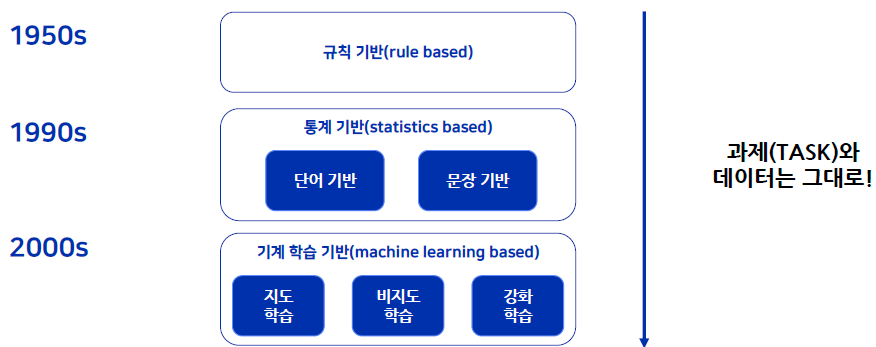 1950s
규칙 기반(rule based)
1990s
통계 기반(statistics based)
단어 기반
문장 기반
2000s
기계 학습 기반(machine learning based)
지도
학습
비지도
학습
강화
학습
과제(TASK)와
데이터는 그대로!